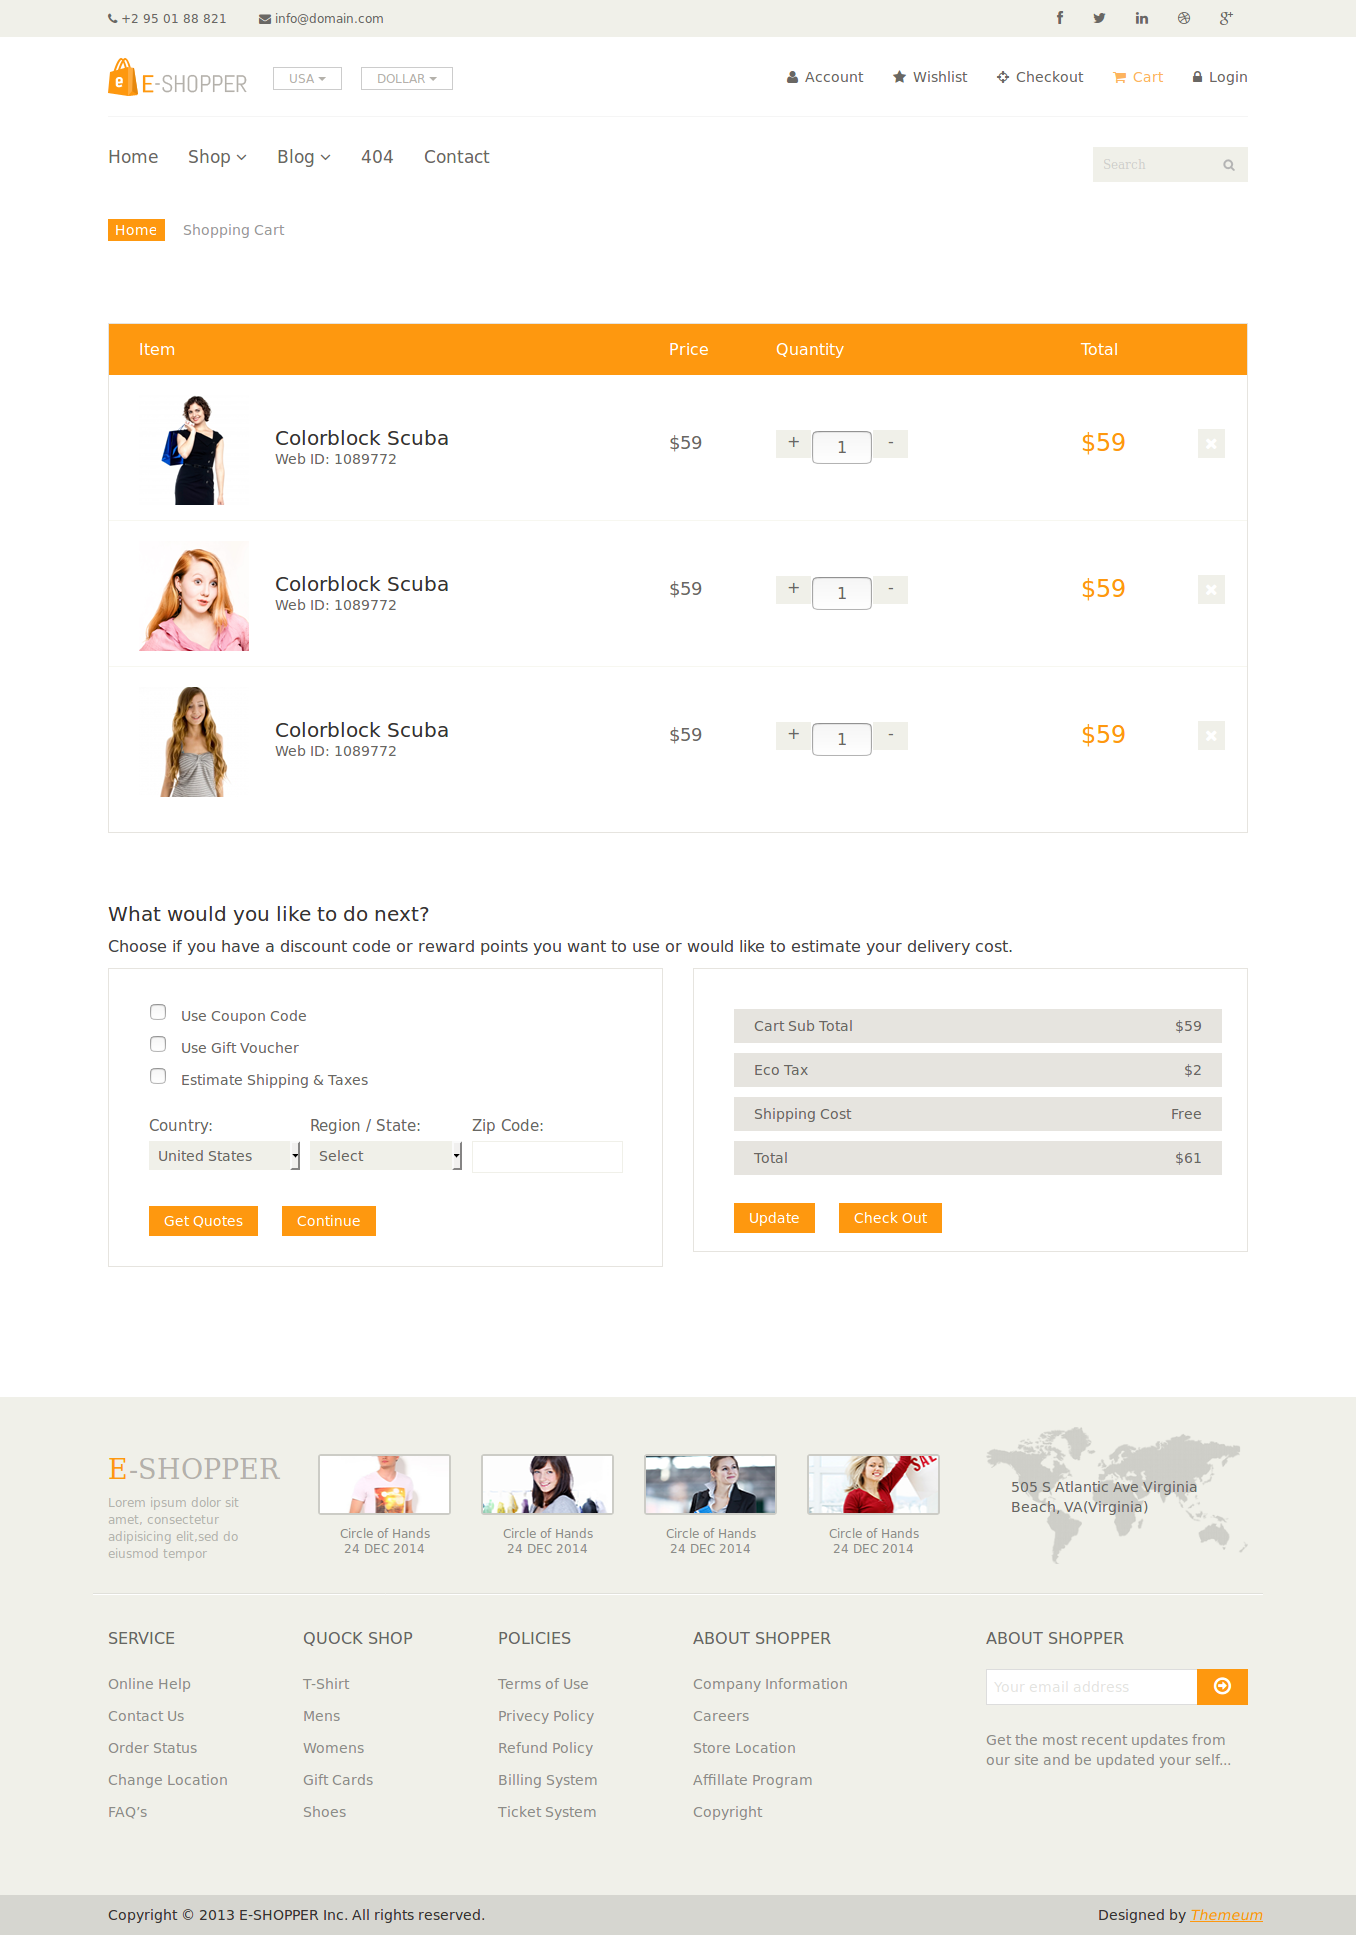 +2 95 01 88 821 info@domain.com
E-SHOPPER USA DOLLAR Account Wishlist Checkout Cart Login
Home Shop Blog 404 Contact Search
Home Shopping Cart
Item Price Quantity Total
Colorblock Scuba
Web ID: 1089772
$59 + 1 - $59
Colorblock Scuba
Web ID: 1089772
$59 + 1 - $59
Colorblock Scuba
Web ID: 1089772
$59 + 1 - $59
What would you like to do next?
Choose if you have a discount code or reward points you want to use or would like to estimate your delivery cost.
Use Coupon Code
Use Gift Voucher
Estimate Shipping & Taxes
Country: Region / State: Zip Code:
United States Select
Get Quotes Continue
Cart Sub Total $59
Eco Tax $2
Shipping Cost Free
Total $61
Update Check Out
E-SHOPPER
Lorem ipsum dolor sit
amet, consectetur
adipisicing elit,sed do
eiusmod tempor
Circle of Hands
24 DEC 2014
Circle of Hands
24 DEC 2014
Circle of Hands
24 DEC 2014
SALE
Circle of Hands
24 DEC 2014
505 S Atlantic Ave Virginia
Beach, VA(Virginia)
SERVICE
Online Help
Contact Us
Order Status
Change Location
FAQ’s
QUOCK SHOP
T-Shirt
Mens
Womens
Gift Cards
Shoes
POLICIES
Terms of Use
Privecy Policy
Refund Policy
Billing System
Ticket System
ABOUT SHOPPER
Company Information
Careers
Store Location
Affillate Program
Copyright
ABOUT SHOPPER
Your email address
Get the most recent updates from
our site and be updated your self...
Copyright © 2013 E-SHOPPER Inc. All rights reserved. Designed by Themeum